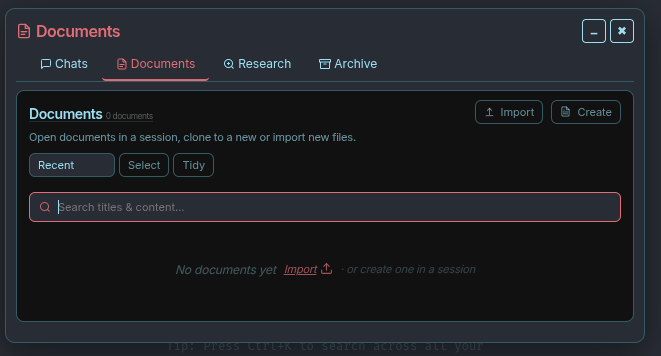 Documents
Chats Documents Research Archive
Documents 0 documents Import Create
Open documents in a session, clone to a new or import new files.
Recent Select Tidy
Search titles & content...
No documents yet Import · or create one in a session
Tip: Press Ctrl+K to search across all your